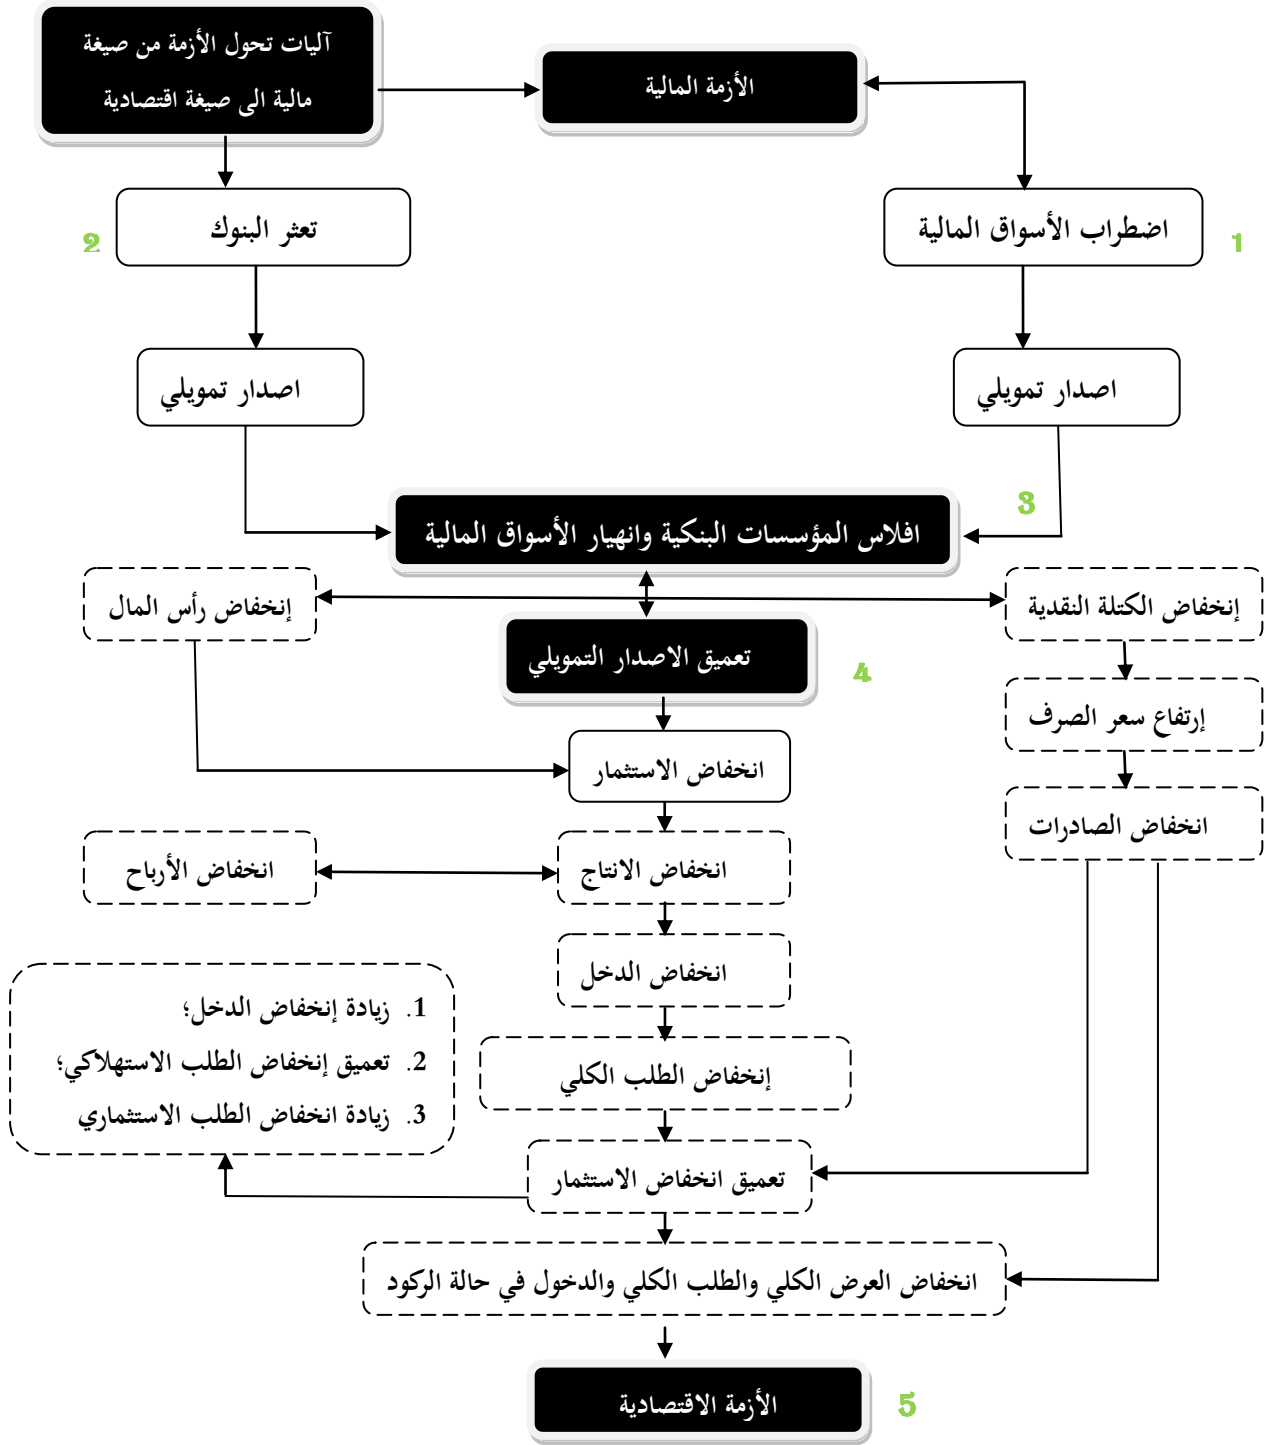 آليات تحول الأزمة من صيغة
مالية الى صيغة اقتصادية
الأزمة المالية
اضطراب الأسواق المالية
1
تعثر البنوك
2
اصدار تمويلي
اصدار تمويلي
3
افلاس المؤسسات البنكية وانهيار الأسواق المالية
إنخفاض الكتلة النقدية
إنخفاض رأس المال
تعميق الاصدار التمويلي
4
إرتفاع سعر الصرف
انخفاض الاستثمار
انخفاض الصادرات
انخفاض الانتاج
انخفاض الأرباح
انخفاض الدخل
1. زيادة إنخفاض الدخل؛
2. تعميق إنخفاض الطلب الاستهلاكي؛
3. زيادة انخفاض الطلب الاستثماري
إنخفاض الطلب الكلي
تعميق انخفاض الاستثمار
انخفاض العرض الكلي والطلب الكلي والدخول في حالة الركود
الأزمة الاقتصادية
5